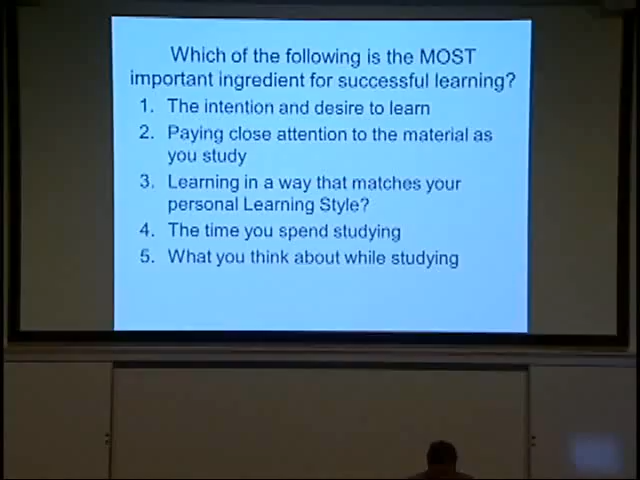 Which of the following is the MOST
important ingredient for successful learning?
1. The intention and desire to learn
2. Paying close attention to the material as
you study
3. Learning in a way that matches your
personal Learning Style?
4. The time you spend studying
5. What you think about while studying